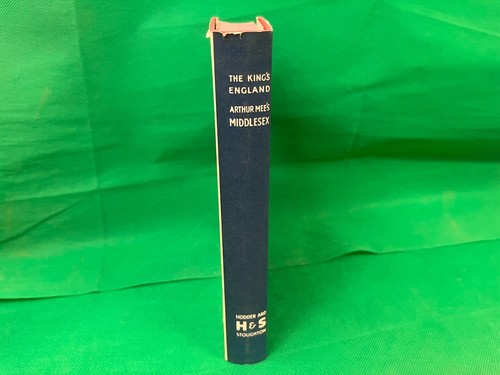 THE KING'S
ENGLAND
ARTHUR MEE'S
MIDDLESEX
HODDER AND
H & S
STOUGHTON